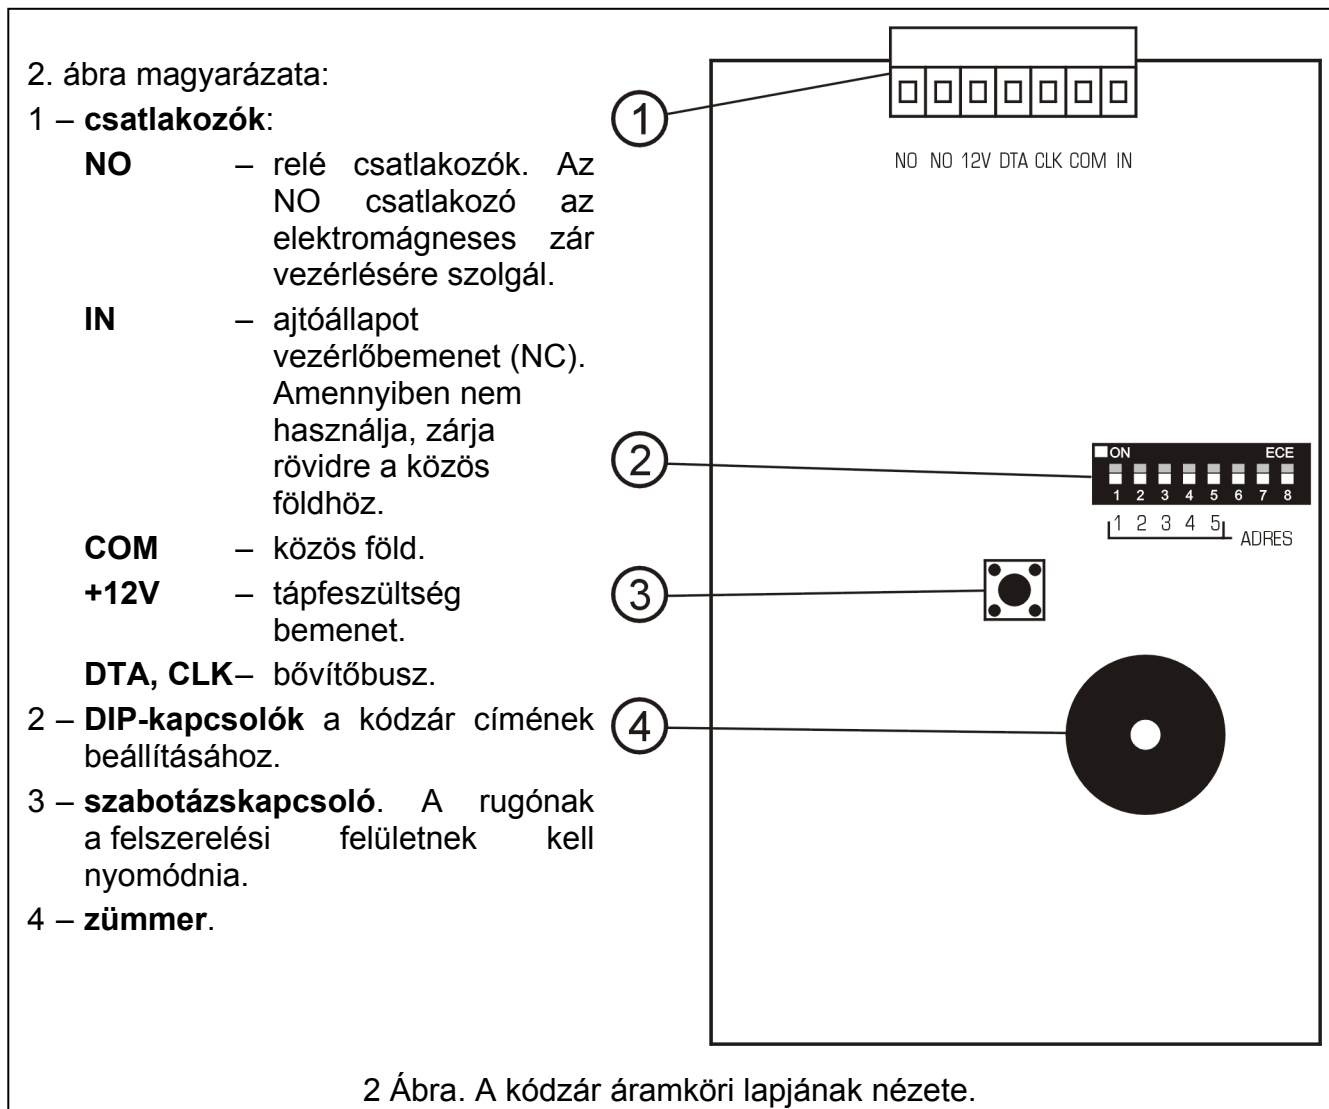 2. ábra magyarázata:
1 – csatlakozók:
NO – relé csatlakozók. Az
NO csatlakozó az
elektromágneses zár
vezérlésére szolgál.
IN – ajtóállapot
vezérlőbemenet (NC).
Amennyiben nem
használja, zárja
rövidre a közös
földhöz.
COM – közös föld.
+12V – tápfeszültség
bemenet.
DTA, CLK– bővítőbusz.
2 – DIP-kapcsolók a kódzár címének
beállításához.
3 – szabotázskapcsoló. A rugónak
a felszerelési felületnek kell
nyomódnia.
4 – zümmer.
1
NO NO 12V DTA CLK COM IN
2
ON ECE
1 2 3 4 5 6 7 8
1 2 3 4 5
ADRES
3
4
2 Ábra. A kódzár áramköri lapjának nézete.